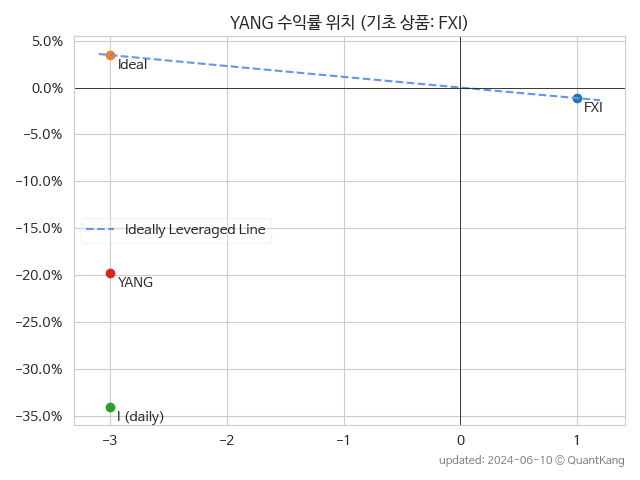 YANG 수익률 위치 (기초 상품: FXI)
5.0%
0.0%
−5.0%
−10.0%
−15.0%
−20.0%
−25.0%
−30.0%
−35.0%
Ideal
FXI
Ideally Leveraged Line
YANG
I (daily)
−3
−2
−1
0
1
updated: 2024-06-10 © QuantKang